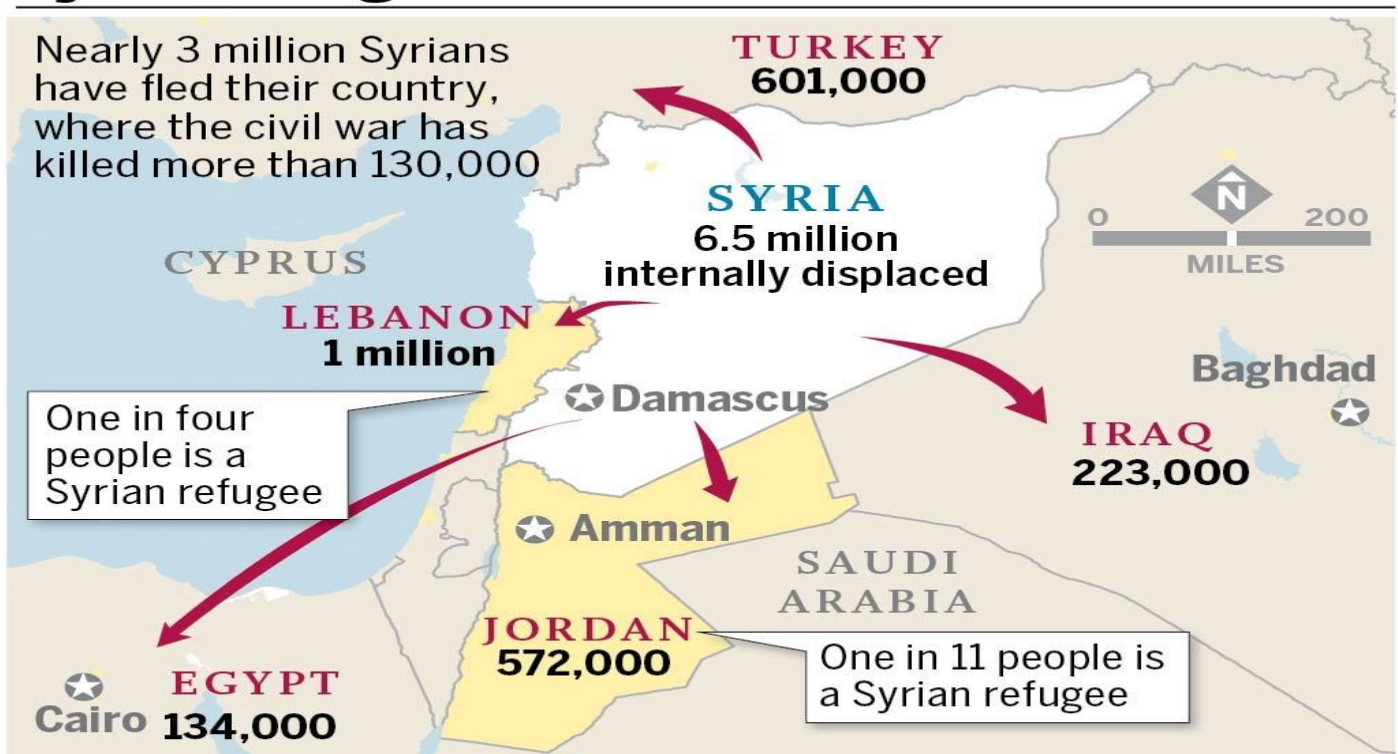 Nearly 3 million Syrians
have fled their country,
where the civil war has
killed more than 130,000
TURKEY
601,000
SYRIA
6.5 million
internally displaced
N
0 200
MILES
CYPRUS
LEBANON
1 million
One in four
people is a
Syrian refugee
Damascus
Baghdad
IRAQ
223,000
Amman
SAUDI
ARABIA
JORDAN
572,000
One in 11 people is
a Syrian refugee
EGYPT
Cairo
134,000